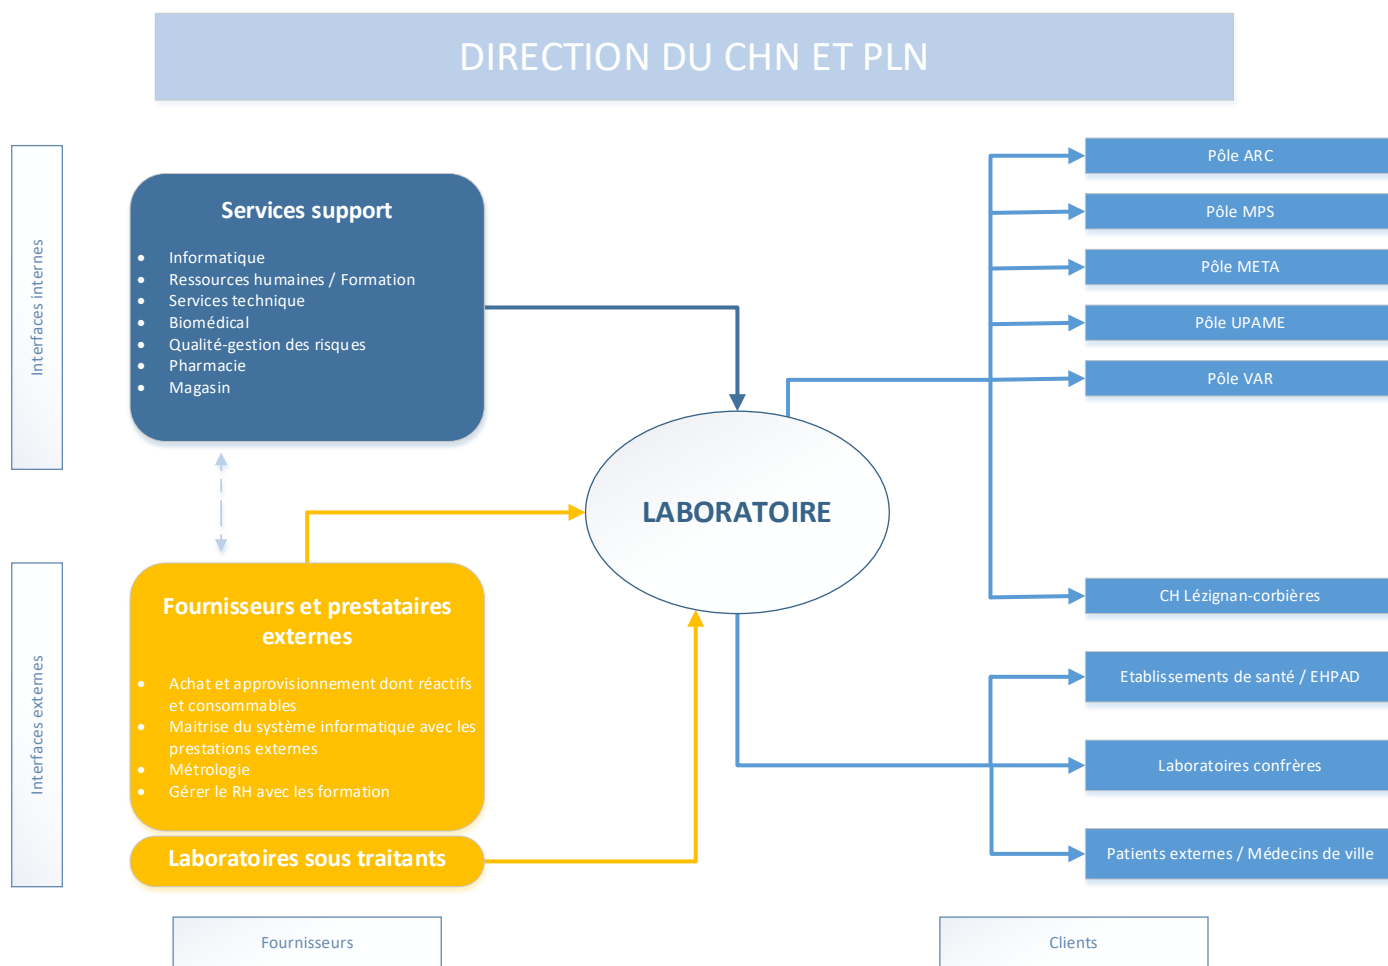 DIRECTION DU CHN ET PLN
Interfaces internes
Services support
• Informatique
• Ressources humaines / Formation
• Services technique
• Biomédical
• Qualité-gestion des risques
• Pharmacie
• Magasin
Pôle ARC
Pôle MPS
Pôle META
Pôle UPAME
Pôle VAR
LABORATOIRE
Interfaces externes
Fournisseurs et prestataires
externes
• Achat et approvisionnement dont réactifs
et consommables
• Maitrise du système informatique avec les
prestations externes
• Métrologie
• Gérer le RH avec les formation
Laboratoires sous traitants
CH Lézignan-corbières
Etablissements de santé / EHPAD
Laboratoires confrères
Patients externes / Médecins de ville
Fournisseurs
Clients